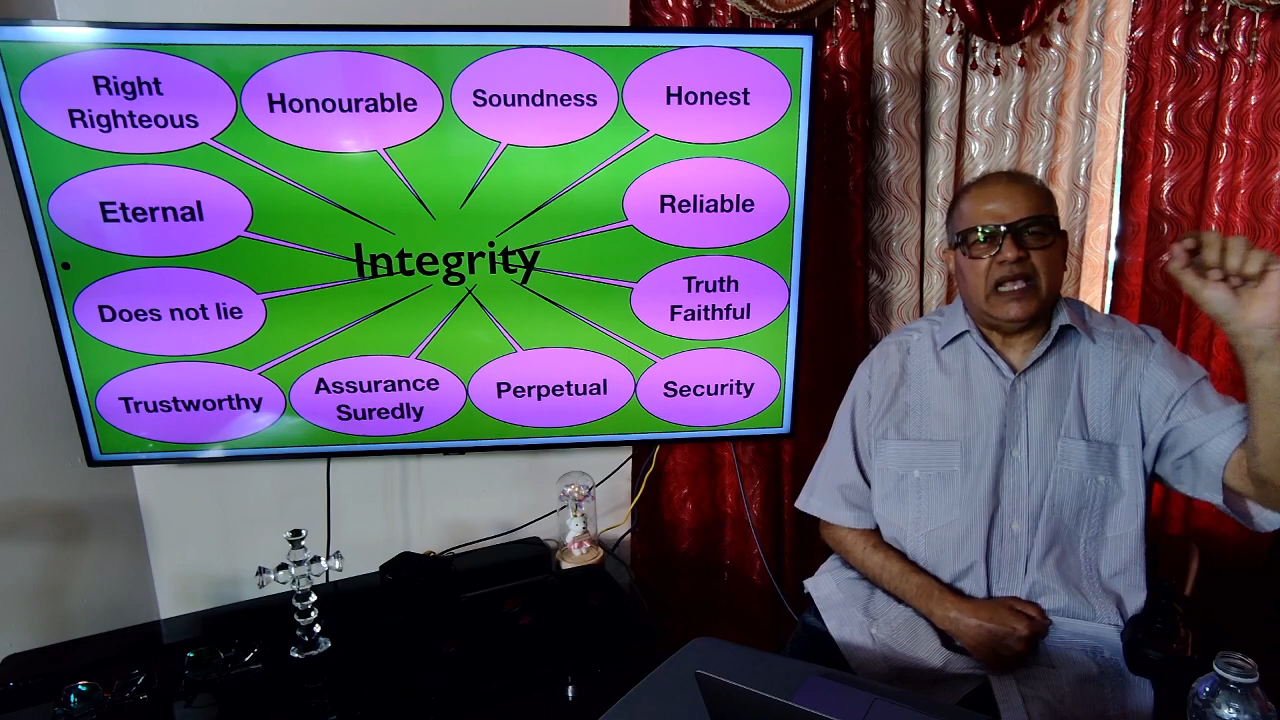 Right
Righteous
Honourable
Soundness
Honest
Eternal
Reliable
Integrity
Does not lie
Truth
Faithful
Trustworthy
Assurance
Suredly
Perpetual
Security